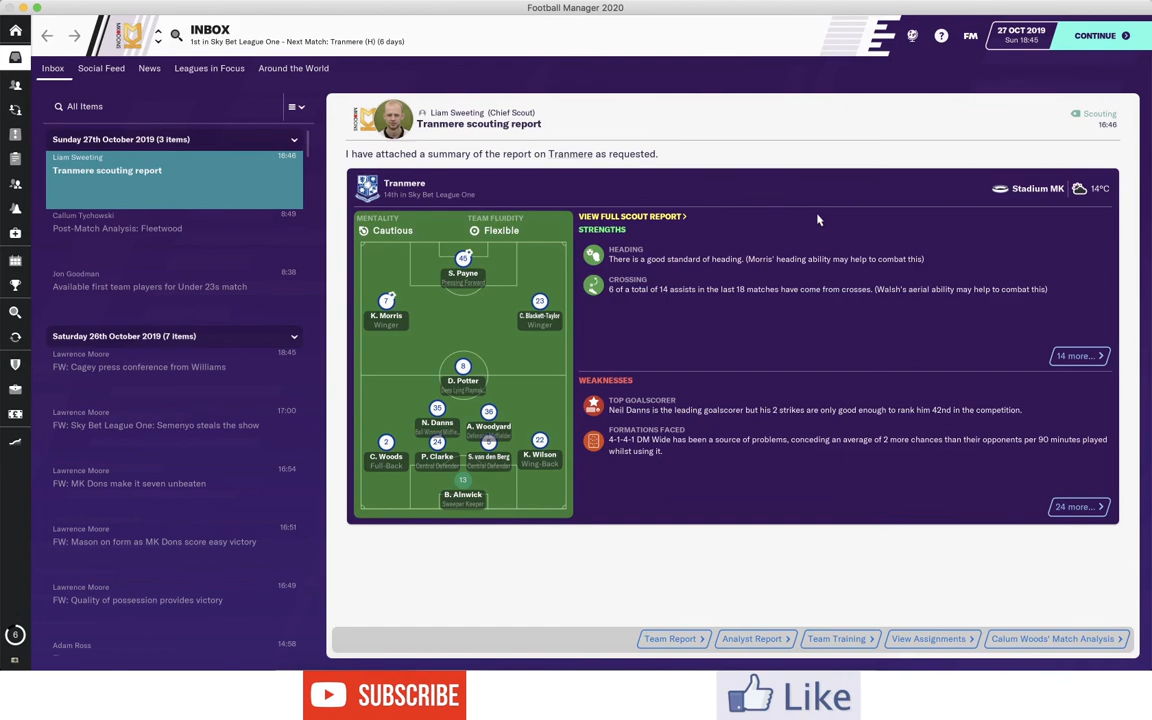 Football Manager 2020
INBOX
1st in Sky Bet League One - Next Match: Tranmere (H) (6 days)
FM
27 OCT 2019
Sun 18:45
CONTINUE
Inbox
Social Feed
News
Leagues in Focus
Around the World
All Items
Sunday 27th October 2019 (3 items)
Liam Sweeting
16:46
Tranmere scouting report
Callum Tychowski
8:49
Post-Match Analysis: Fleetwood
Jon Goodman
8:38
Available first team players for Under 23s match
Saturday 26th October 2019 (7 items)
Lawrence Moore
18:45
FW: Cagey press conference from Williams
Lawrence Moore
17:00
FW: Sky Bet League One: Semenyo steals the show
Lawrence Moore
16:54
FW: MK Dons make it seven unbeaten
Lawrence Moore
16:51
FW: Mason on form as MK Dons score easy victory
Lawrence Moore
16:49
FW: Quality of possession provides victory
Adam Ross
14:58
6
Liam Sweeting (Chief Scout)
Tranmere scouting report
Scouting
16:46
I have attached a summary of the report on Tranmere as requested.
Tranmere
14th in Sky Bet League One
Stadium MK
14°C
MENTALITY
Cautious
TEAM FLUIDITY
Flexible
45
S. Payne
Pressing Forward
7
K. Morris
Winger
23
C. Blackett-Taylor
Winger
8
D. Potter
35
N. Danns
36
A. Woodyard
2
C. Woods
Full-Back
24
P. Clarke
Central Defender
5
S. van den Berg
Central Defender
22
K. Wilson
Wing-Back
13
B. Alnwick
Sweeper Keeper
VIEW FULL SCOUT REPORT >
STRENGTHS
HEADING
There is a good standard of heading. (Morris' heading ability may help to combat this)
CROSSING
6 of a total of 14 assists in the last 18 matches have come from crosses. (Walsh's aerial ability may help to combat this)
14 more... >
WEAKNESSES
TOP GOALSCORER
Neil Danns is the leading goalscorer but his 2 strikes are only good enough to rank him 42nd in the competition.
FORMATIONS FACED
4-1-4-1 DM Wide has been a source of problems, conceding an average of 2 more chances than their opponents per 90 minutes played
whilst using it.
24 more... >
Team Report >
Analyst Report >
Team Training >
View Assignments >
Calum Woods' Match Analysis >
SUBSCRIBE
Like